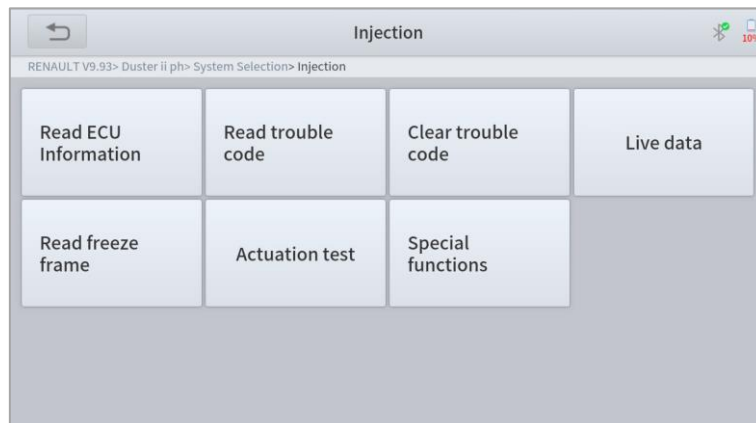 Injection
10%
RENAULT V9.93> Duster ii ph> System Selection> Injection
Read ECU
Information
Read trouble
code
Clear trouble
code
Live data
Read freeze
frame
Actuation test
Special
functions